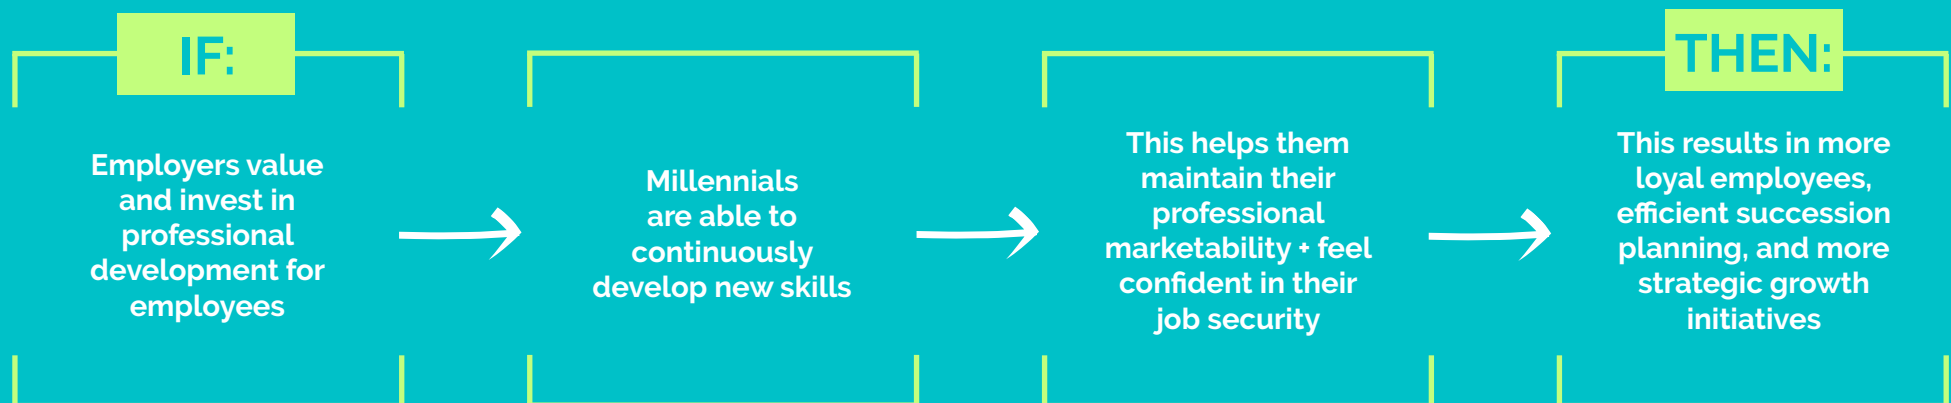 IF:
Employers value
and invest in
professional
development for
employees
Millennials
are able to
continuously
develop new skills
This helps them
maintain their
professional
marketability + feel
confident in their
job security
THEN:
This results in more
loyal employees,
efficient succession
planning, and more
strategic growth
initiatives